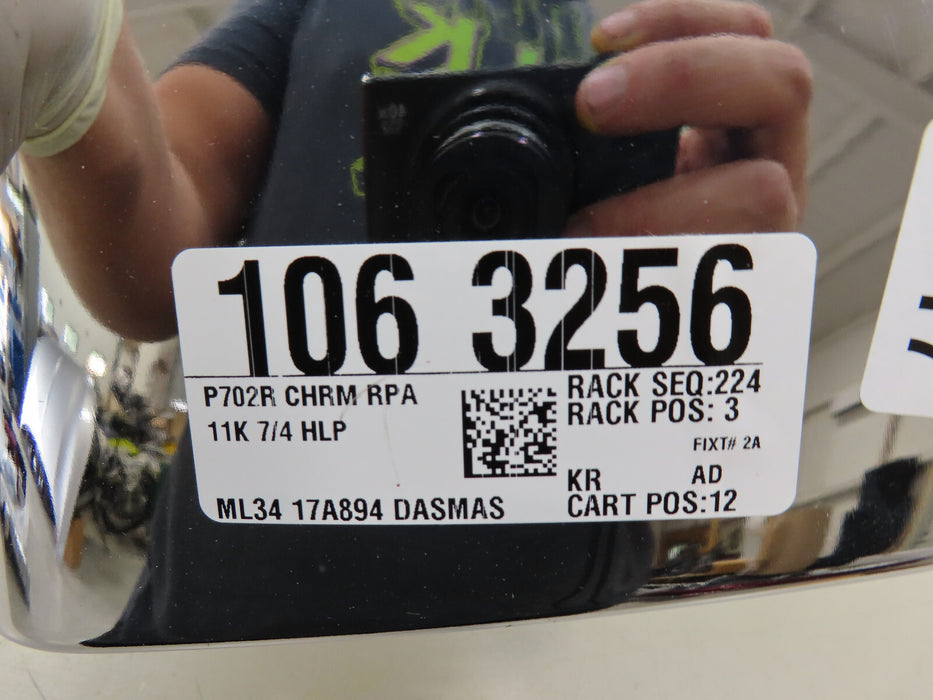 106 3256
P702R CHRM RPA
11K 7/4 HLP
RACK SEQ:224
RACK POS: 3
FIXT# 2A
KR AD
ML34 17A894 DASMAS
CART POS:12